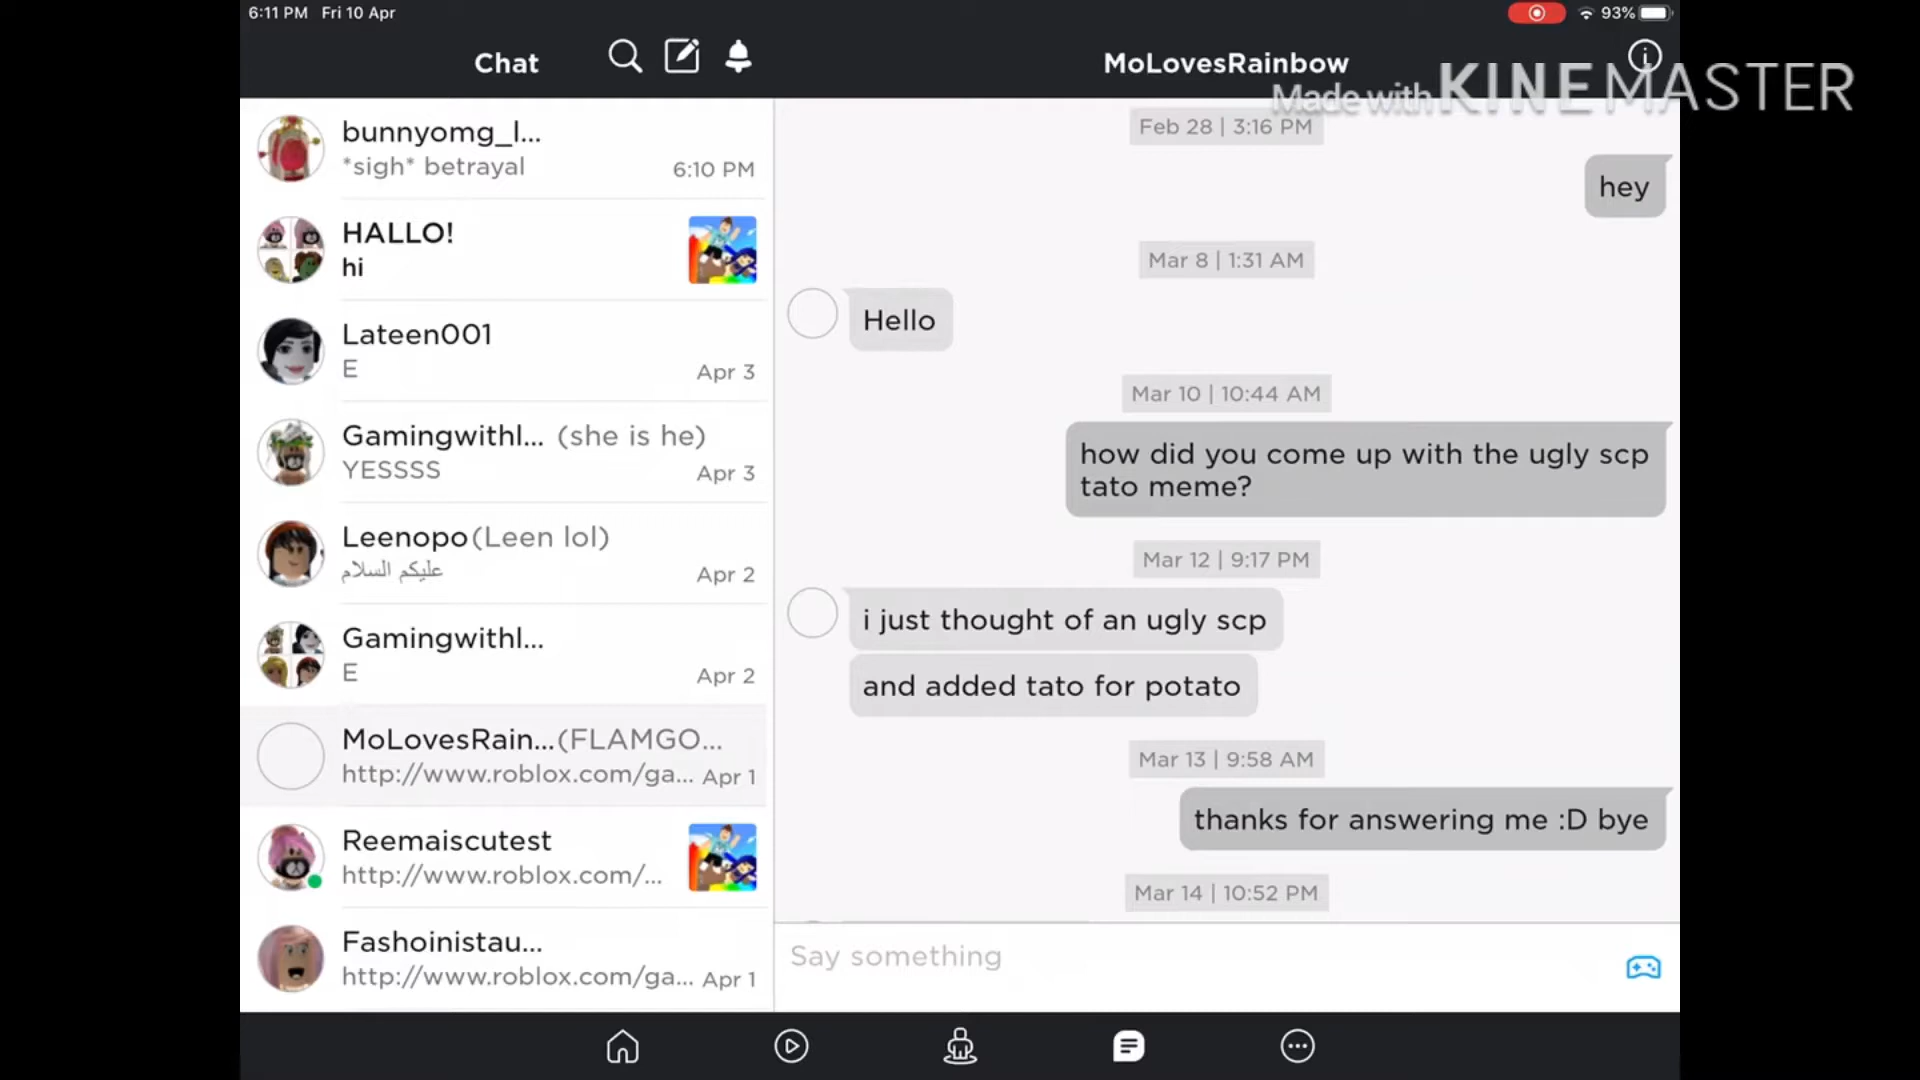 6:11 PM Fri 10 Apr
93%
Chat
MoLovesRainbow
Made with KINEMASTER
bunnyomg_l...
*sigh* betrayal
6:10 PM
HALLO!
hi
Lateen001
E
Apr 3
Gamingwithl... (she is he)
YESSSS
Apr 3
Leenopo(Leen lol)
عليكم السلام
Apr 2
Gamingwithl...
E
Apr 2
MoLovesRain...(FLAMGO...
http://www.roblox.com/ga... Apr 1
Reemaiscutest
http://www.roblox.com/...
Fashoinistau...
http://www.roblox.com/ga... Apr 1
Feb 28 | 3:16 PM
hey
Mar 8 | 1:31 AM
Hello
Mar 10 | 10:44 AM
how did you come up with the ugly scp
tato meme?
Mar 12 | 9:17 PM
i just thought of an ugly scp
and added tato for potato
Mar 13 | 9:58 AM
thanks for answering me :D bye
Mar 14 | 10:52 PM
Say something